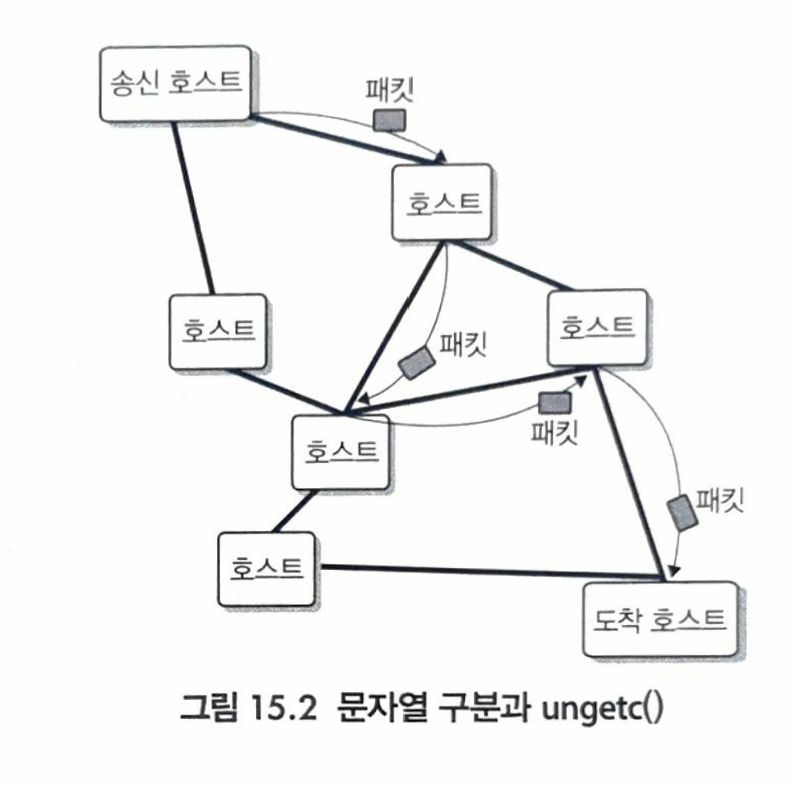 송신 호스트
패킷
호스트
호스트
호스트
패킷
패킷
호스트
패킷
호스트
도착 호스트
그림 15.2 문자열 구분과 ungetc()